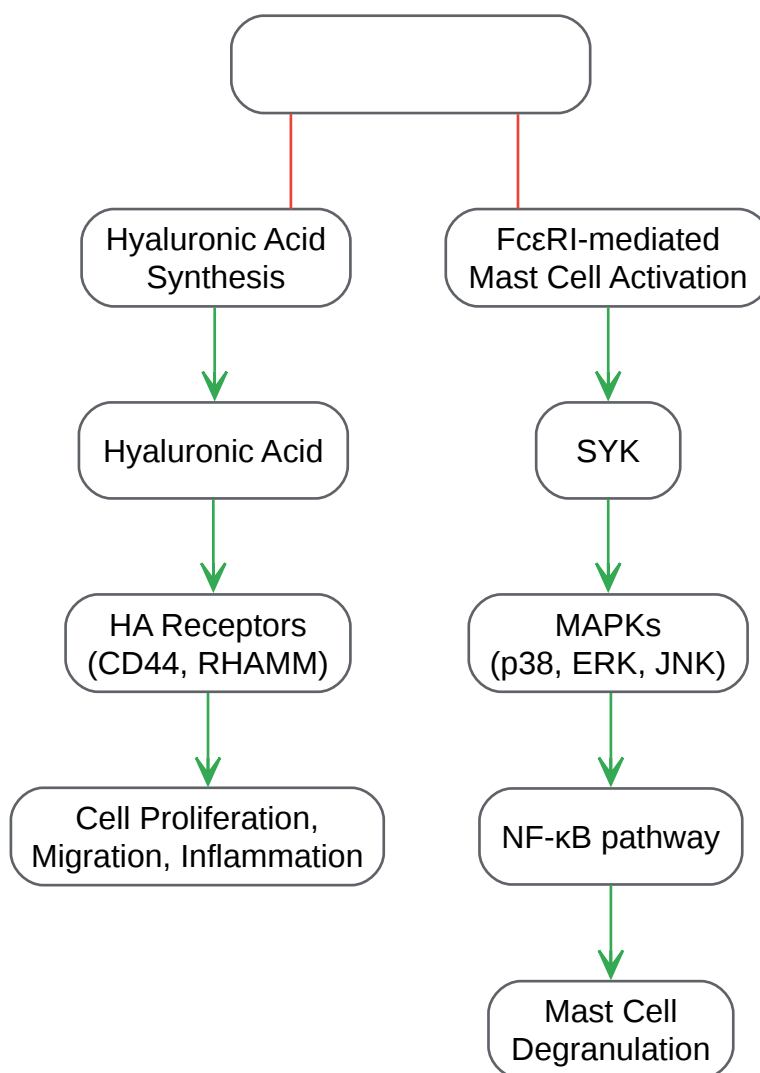 Hyaluronic Acid
Synthesis
FcεRI-mediated
Mast Cell Activation
Hyaluronic Acid
SYK
HA Receptors
(CD44, RHAMM)
MAPKs
(p38, ERK, JNK)
Cell Proliferation,
Migration, Inflammation
NF-κB pathway
Mast Cell
Degranulation